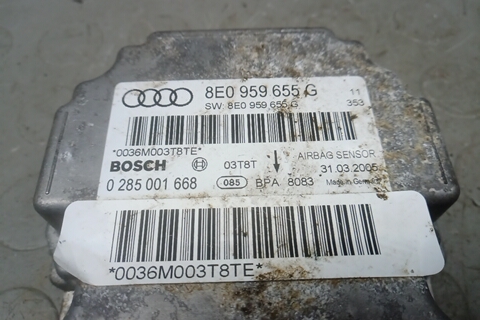 8E0 959 655 G
SW: 8E0 959 655 G
11
353
*0036M003T8TE*
BOSCH
03T8T
AIRBAG SENSOR
31.03.2005
0 285 001 668
085
BPA 8083
Made in Germany
*0036M003T8TE*